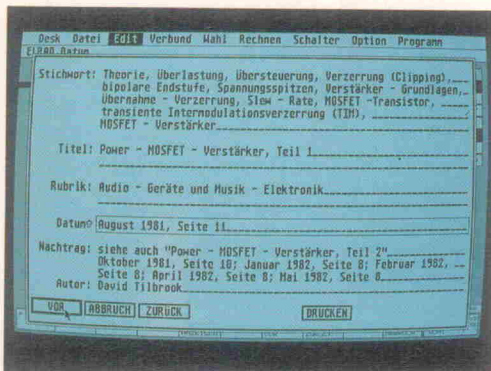 Desk Datei Edit Verbund Wahl Rechnen Schalter Option Programm
ELRAD Datum
Stichwort: Theorie, Überlastung, Übersteuerung, Verzerrung (Clipping),
bipolare Endstufe, Spannungsspitzen, Verstärker - Grundlagen,
Übernahme - Verzerrung, Slew - Rate, MOSFET -Transistor,
transiente Intermodulationsverzerrung (TIM),
MOSFET - Verstärker
Titel: Power - MOSFET - Verstärker, Teil 1
Rubrik: Audio - Geräte und Musik - Elektronik
Datum: August 1981, Seite 11
Nachtrag: siehe auch "Power - MOSFET - Verstärker, Teil 2"
Oktober 1981, Seite 10; Januar 1982, Seite 8; Februar 1982,
Seite 8; April 1982, Seite 8; Mai 1982, Seite 8
Autor: David Tilbrook
VOR ABBRUCH ZURÜCK DRUCKEN